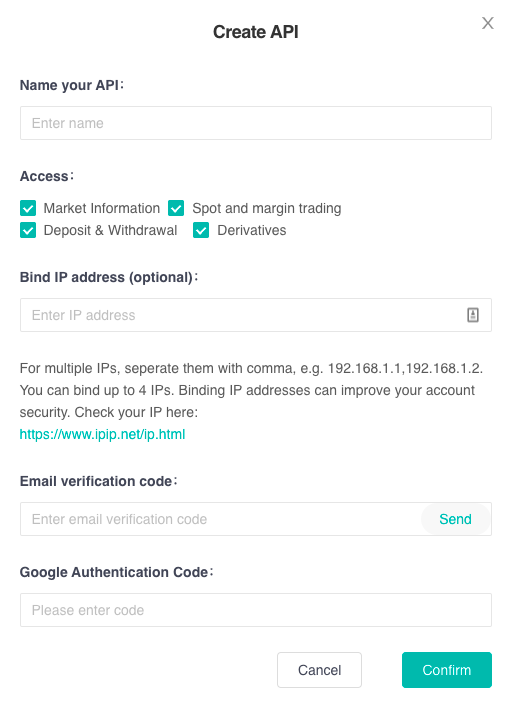 Create API
X
Name your API:
Enter name
Access:
Market Information Spot and margin trading
Deposit & Withdrawal Derivatives
Bind IP address (optional):
Enter IP address
For multiple IPs, seperate them with comma, e.g. 192.168.1.1,192.168.1.2.
You can bind up to 4 IPs. Binding IP addresses can improve your account
security. Check your IP here:
https://www.ipip.net/ip.html
Email verification code:
Enter email verification code Send
Google Authentication Code:
Please enter code
Cancel Confirm